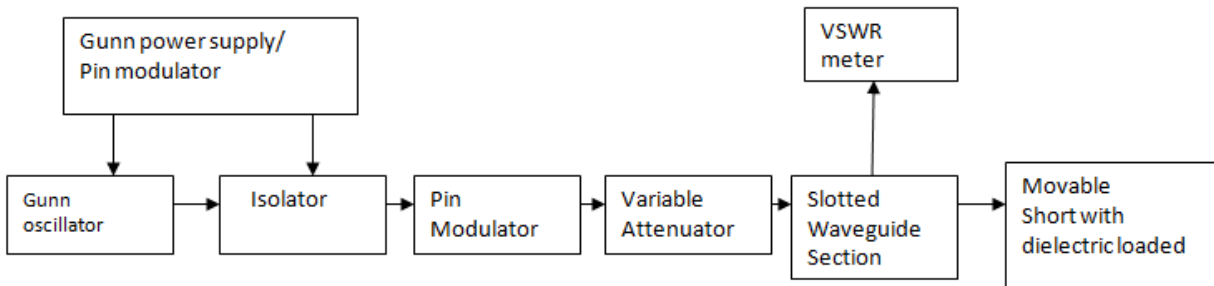 Gunn power supply/
Pin modulator
VSWR
meter
Gunn
oscillator
Isolator
Pin
Modulator
Variable
Attenuator
Slotted
Waveguide
Section
Movable
Short with
dielectric loaded